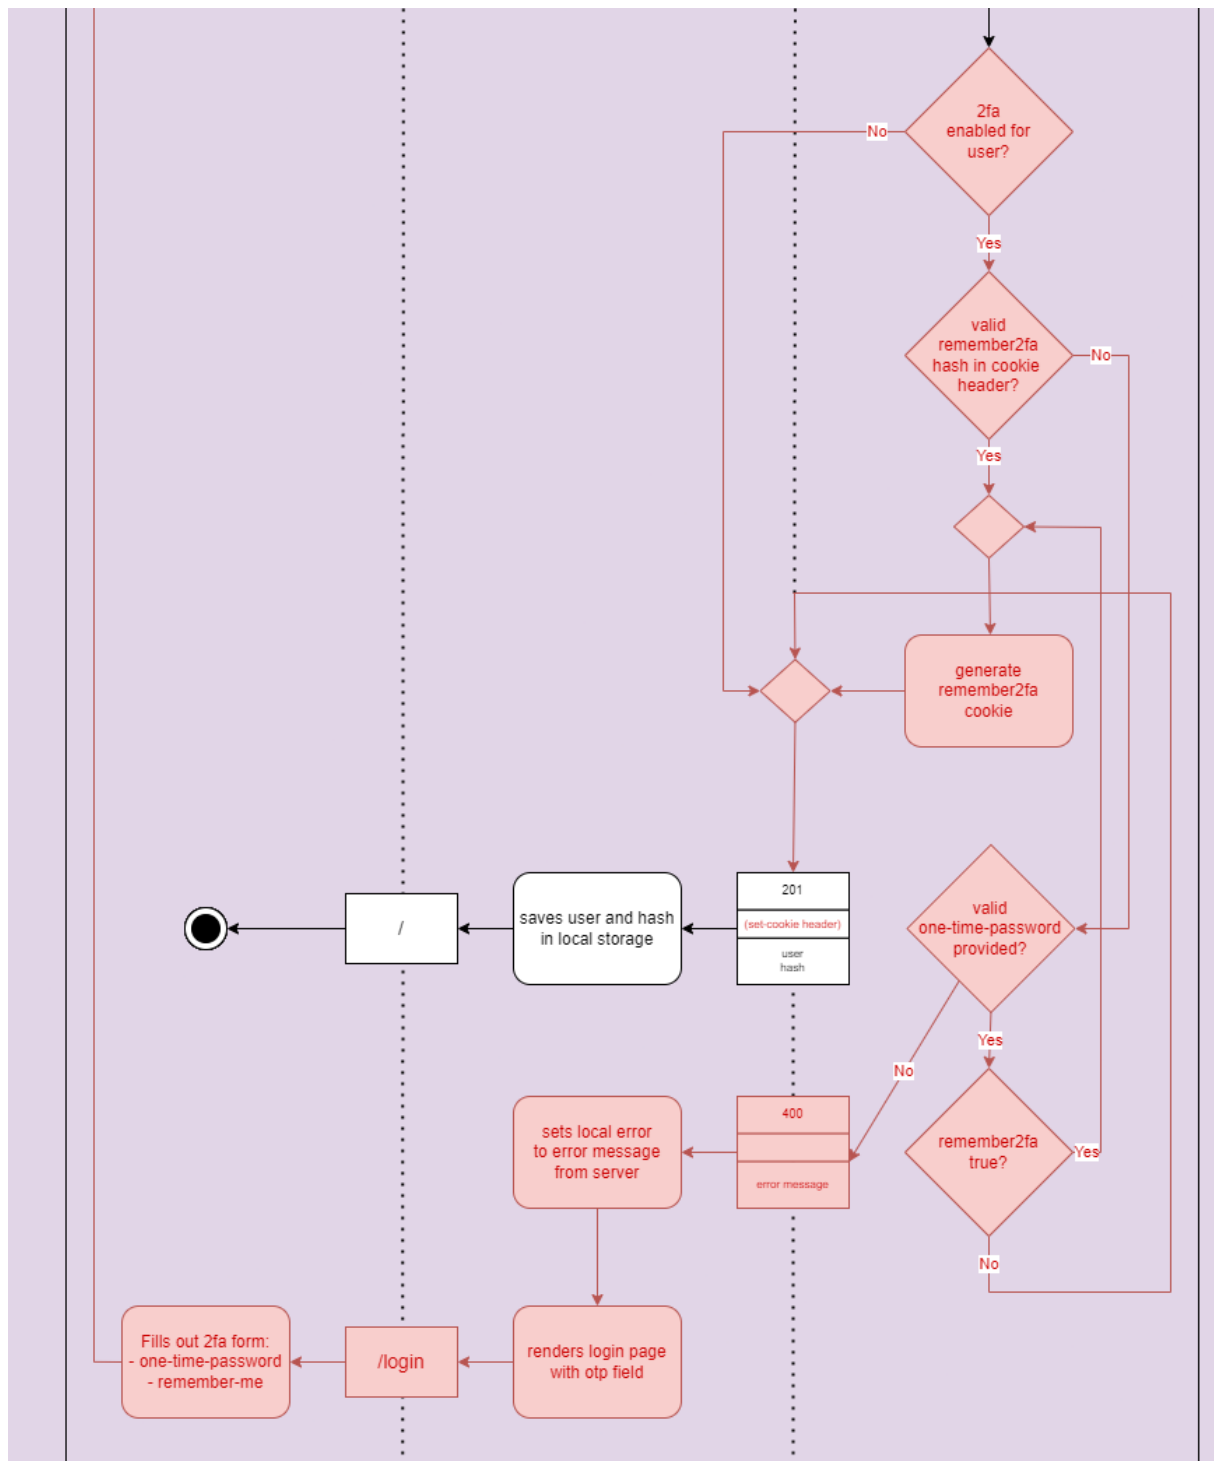 2fa
enabled for
user?
No
Yes
valid
remember2fa
hash in cookie
header?
No
Yes
generate
remember2fa
cookie
/
saves user and hash
in local storage
201
(set-cookie header)
user
hash
valid
one-time-password
provided?
Yes
No
sets local error
to error message
from server
400
error message
remember2fa
true?
Yes
No
Fills out 2fa form:
- one-time-password
- remember-me
/login
renders login page
with otp field